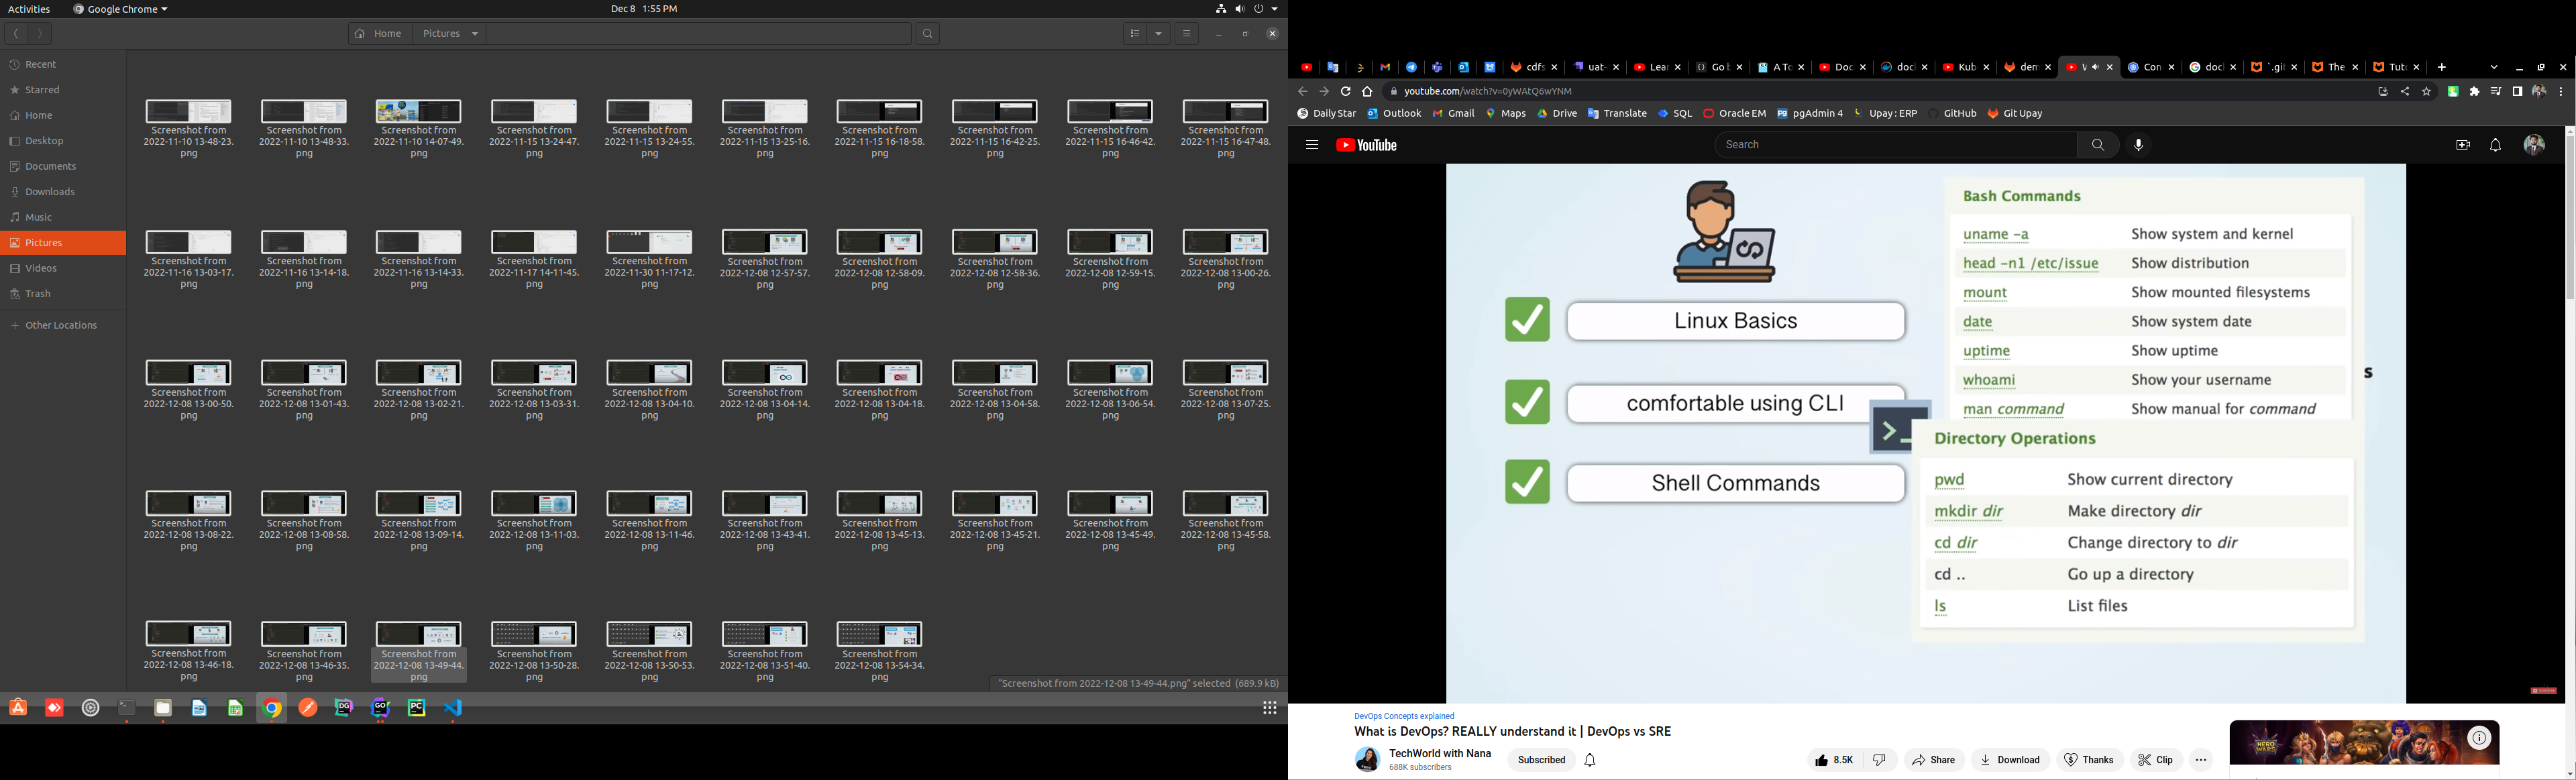 Activities
Google Chrome
Dec 8 1:55 PM
Home
Pictures
Recent
Starred
Home
Desktop
Documents
Downloads
Music
Pictures
Videos
Trash
Other Locations
Screenshot from 2022-11-10 13-48-23.png
Screenshot from 2022-11-10 13-48-33.png
Screenshot from 2022-11-10 14-07-49.png
Screenshot from 2022-11-15 13-24-47.png
Screenshot from 2022-11-15 13-24-55.png
Screenshot from 2022-11-15 13-25-16.png
Screenshot from 2022-11-15 16-18-58.png
Screenshot from 2022-11-15 16-42-25.png
Screenshot from 2022-11-15 16-46-42.png
Screenshot from 2022-11-15 16-47-48.png
Screenshot from 2022-11-16 13-03-17.png
Screenshot from 2022-11-16 13-14-18.png
Screenshot from 2022-11-16 13-14-33.png
Screenshot from 2022-11-17 14-11-45.png
Screenshot from 2022-11-30 11-17-12.png
Screenshot from 2022-12-08 12-57-57.png
Screenshot from 2022-12-08 12-58-09.png
Screenshot from 2022-12-08 12-58-36.png
Screenshot from 2022-12-08 12-59-15.png
Screenshot from 2022-12-08 13-00-26.png
Screenshot from 2022-12-08 13-00-50.png
Screenshot from 2022-12-08 13-01-43.png
Screenshot from 2022-12-08 13-02-21.png
Screenshot from 2022-12-08 13-03-31.png
Screenshot from 2022-12-08 13-04-10.png
Screenshot from 2022-12-08 13-04-14.png
Screenshot from 2022-12-08 13-04-18.png
Screenshot from 2022-12-08 13-04-58.png
Screenshot from 2022-12-08 13-06-54.png
Screenshot from 2022-12-08 13-07-25.png
Screenshot from 2022-12-08 13-08-22.png
Screenshot from 2022-12-08 13-08-58.png
Screenshot from 2022-12-08 13-09-14.png
Screenshot from 2022-12-08 13-11-03.png
Screenshot from 2022-12-08 13-11-46.png
Screenshot from 2022-12-08 13-43-41.png
Screenshot from 2022-12-08 13-45-13.png
Screenshot from 2022-12-08 13-45-21.png
Screenshot from 2022-12-08 13-45-49.png
Screenshot from 2022-12-08 13-45-58.png
Screenshot from 2022-12-08 13-46-18.png
Screenshot from 2022-12-08 13-46-35.png
Screenshot from 2022-12-08 13-49-44.png
Screenshot from 2022-12-08 13-50-28.png
Screenshot from 2022-12-08 13-50-53.png
Screenshot from 2022-12-08 13-51-40.png
Screenshot from 2022-12-08 13-54-34.png
"Screenshot from 2022-12-08 13-49-44.png" selected (689.9 kB)
cdfs
uat-
Lear
Go b
A To
Doc
doc
Kub
dem
Con
doc
`.git
The
Tuto
youtube.com/watch?v=0yWAtQ6wYNM
Daily Star Outlook Gmail Maps Drive Translate SQL Oracle EM pgAdmin 4 Upay : ERP GitHub Git Upay
YouTube
Search
Linux Basics
comfortable using CLI
Shell Commands
Bash Commands
uname -a Show system and kernel
head -n1 /etc/issue Show distribution
mount Show mounted filesystems
date Show system date
uptime Show uptime
whoami Show your username
man command Show manual for command
s
>_
Directory Operations
pwd Show current directory
mkdir dir Make directory dir
cd dir Change directory to dir
cd .. Go up a directory
ls List files
DevOps Concepts explained
What is DevOps? REALLY understand it | DevOps vs SRE
TechWorld with Nana
688K subscribers
Subscribed
8.5K
Share
Download
Thanks
Clip
HERO WARS